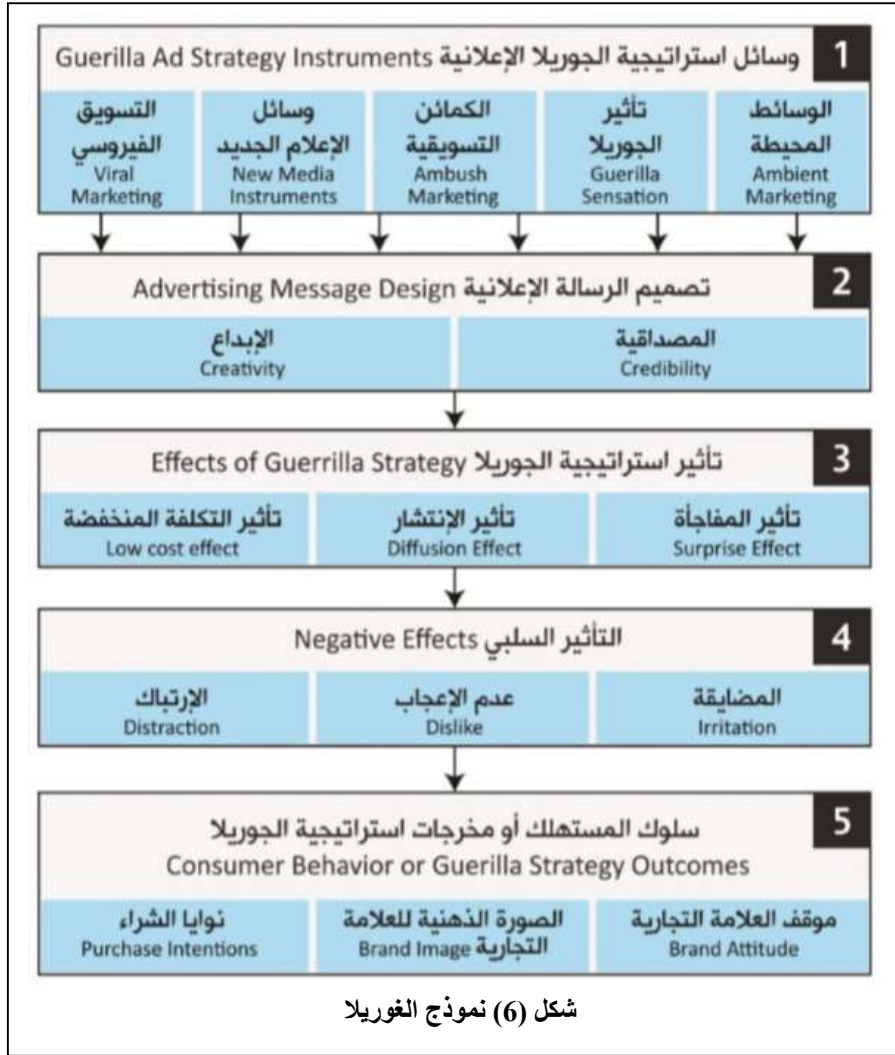 1
وسائل استراتيجية الجوريلا الإعلانية Guerilla Ad Strategy Instruments
الوسائط
المحيطة
Ambient
Marketing
تأثير
الجوريلا
Guerilla
Sensation
الكمائن
التسويقية
Ambush
Marketing
وسائل
الإعلام الجديد
New Media
Instruments
التسويق
الفيروسي
Viral
Marketing
2
تصميم الرسالة الإعلانية Advertising Message Design
المصداقية
Credibility
الإبداع
Creativity
3
تأثير استراتيجية الجوريلا Effects of Guerrilla Strategy
تأثير المفاجأة
Surprise Effect
تأثير الإنتشار
Diffusion Effect
تأثير التكلفة المنخفضة
Low cost effect
4
التأثير السلبي Negative Effects
المضايقة
Irritation
عدم الإعجاب
Dislike
الإرتباك
Distraction
5
سلوك المستهلك أو مخرجات استراتيجية الجوريلا
Consumer Behavior or Guerilla Strategy Outcomes
موقف العلامة التجارية
Brand Attitude
الصورة الذهنية للعلامة
التجارية Brand Image
نوايا الشراء
Purchase Intentions
شكل (6) نموذج الغوريلا